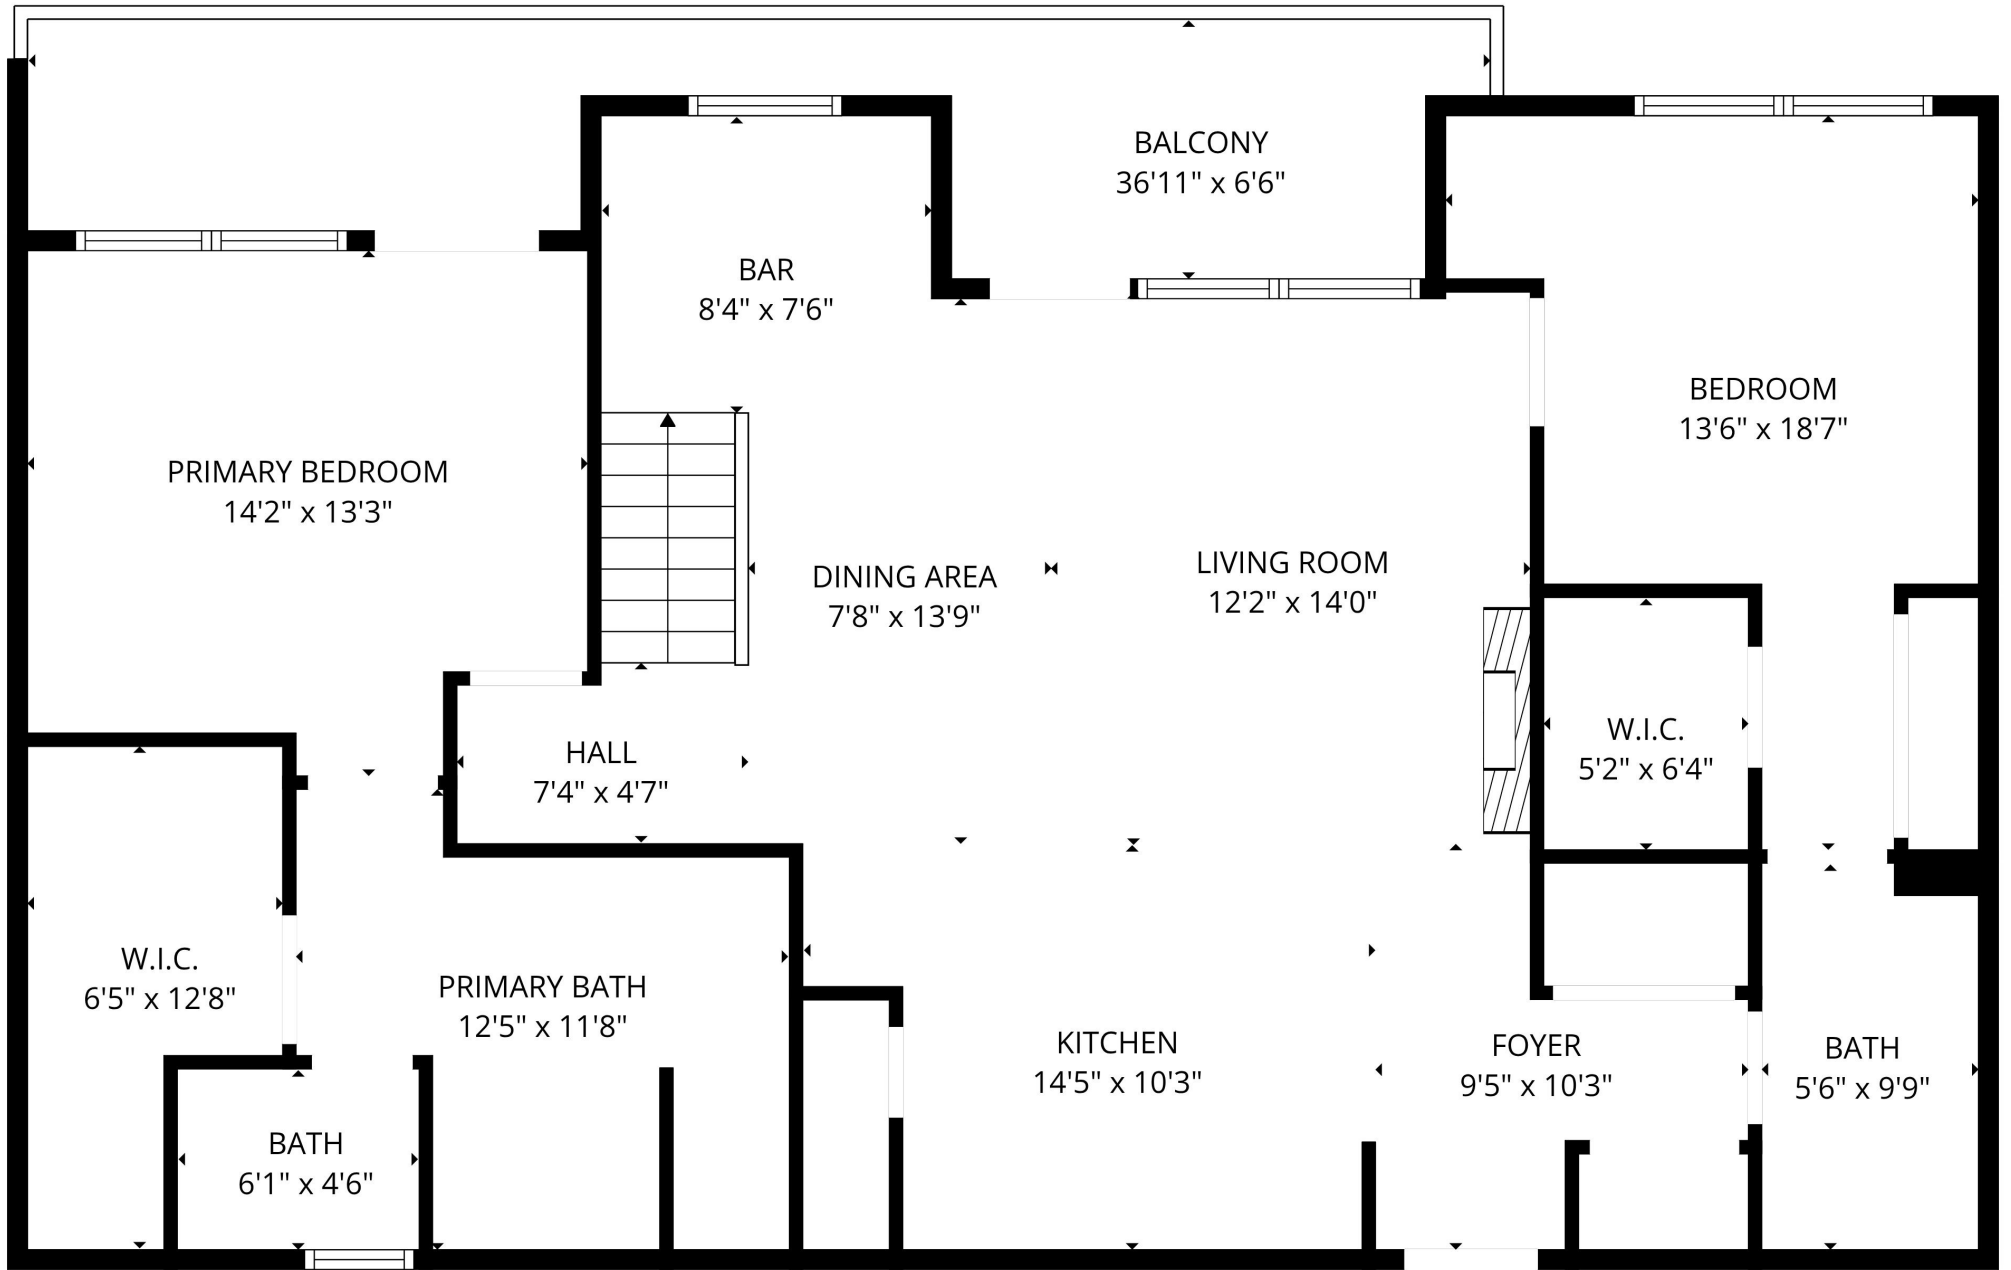 BALCONY
36'11" x 6'6"
BAR
8'4" x 7'6"
BEDROOM
13'6" x 18'7"
PRIMARY BEDROOM
14'2" x 13'3"
DINING AREA
7'8" x 13'9"
LIVING ROOM
12'2" x 14'0"
HALL
7'4" x 4'7"
W.I.C.
5'2" x 6'4"
W.I.C.
6'5" x 12'8"
PRIMARY BATH
12'5" x 11'8"
KITCHEN
14'5" x 10'3"
FOYER
9'5" x 10'3"
BATH
5'6" x 9'9"
BATH
6'1" x 4'6"